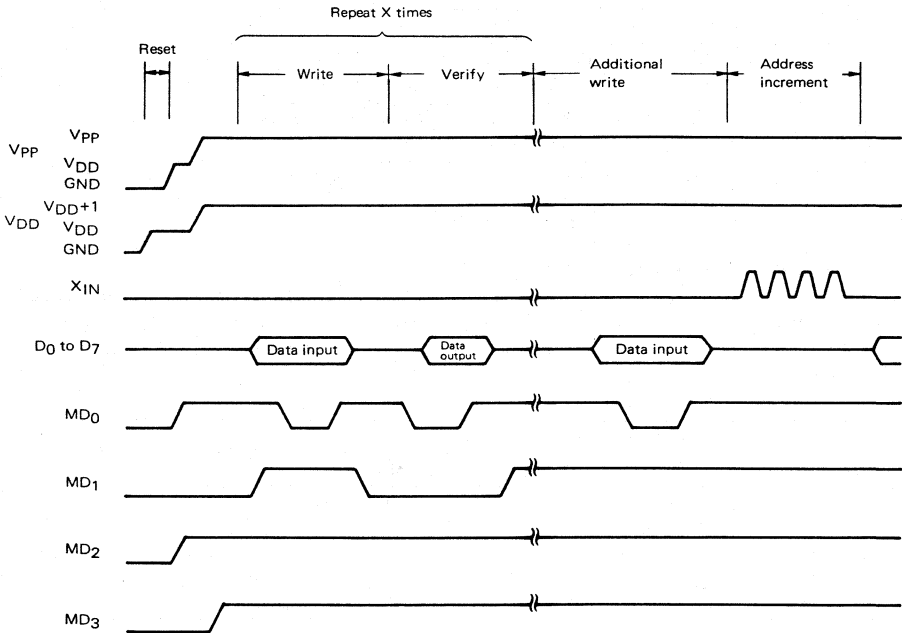 Repeat X times
Reset
Write
Verify
Additional
write
Address
increment
VPP
VPP
VDD
GND
VDD+1
VDD
VDD
GND
XIN
D0 to D7
Data input
Data
output
Data input
MD0
MD1
MD2
MD3